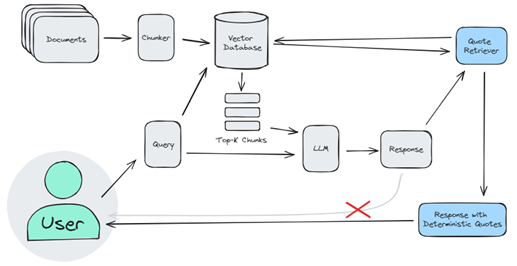 Documents
Chunker
Vector
Database
Quote
Retriever
Top-K Chunks
Query
LLM
Response
User
Response with
Deterministic Quotes